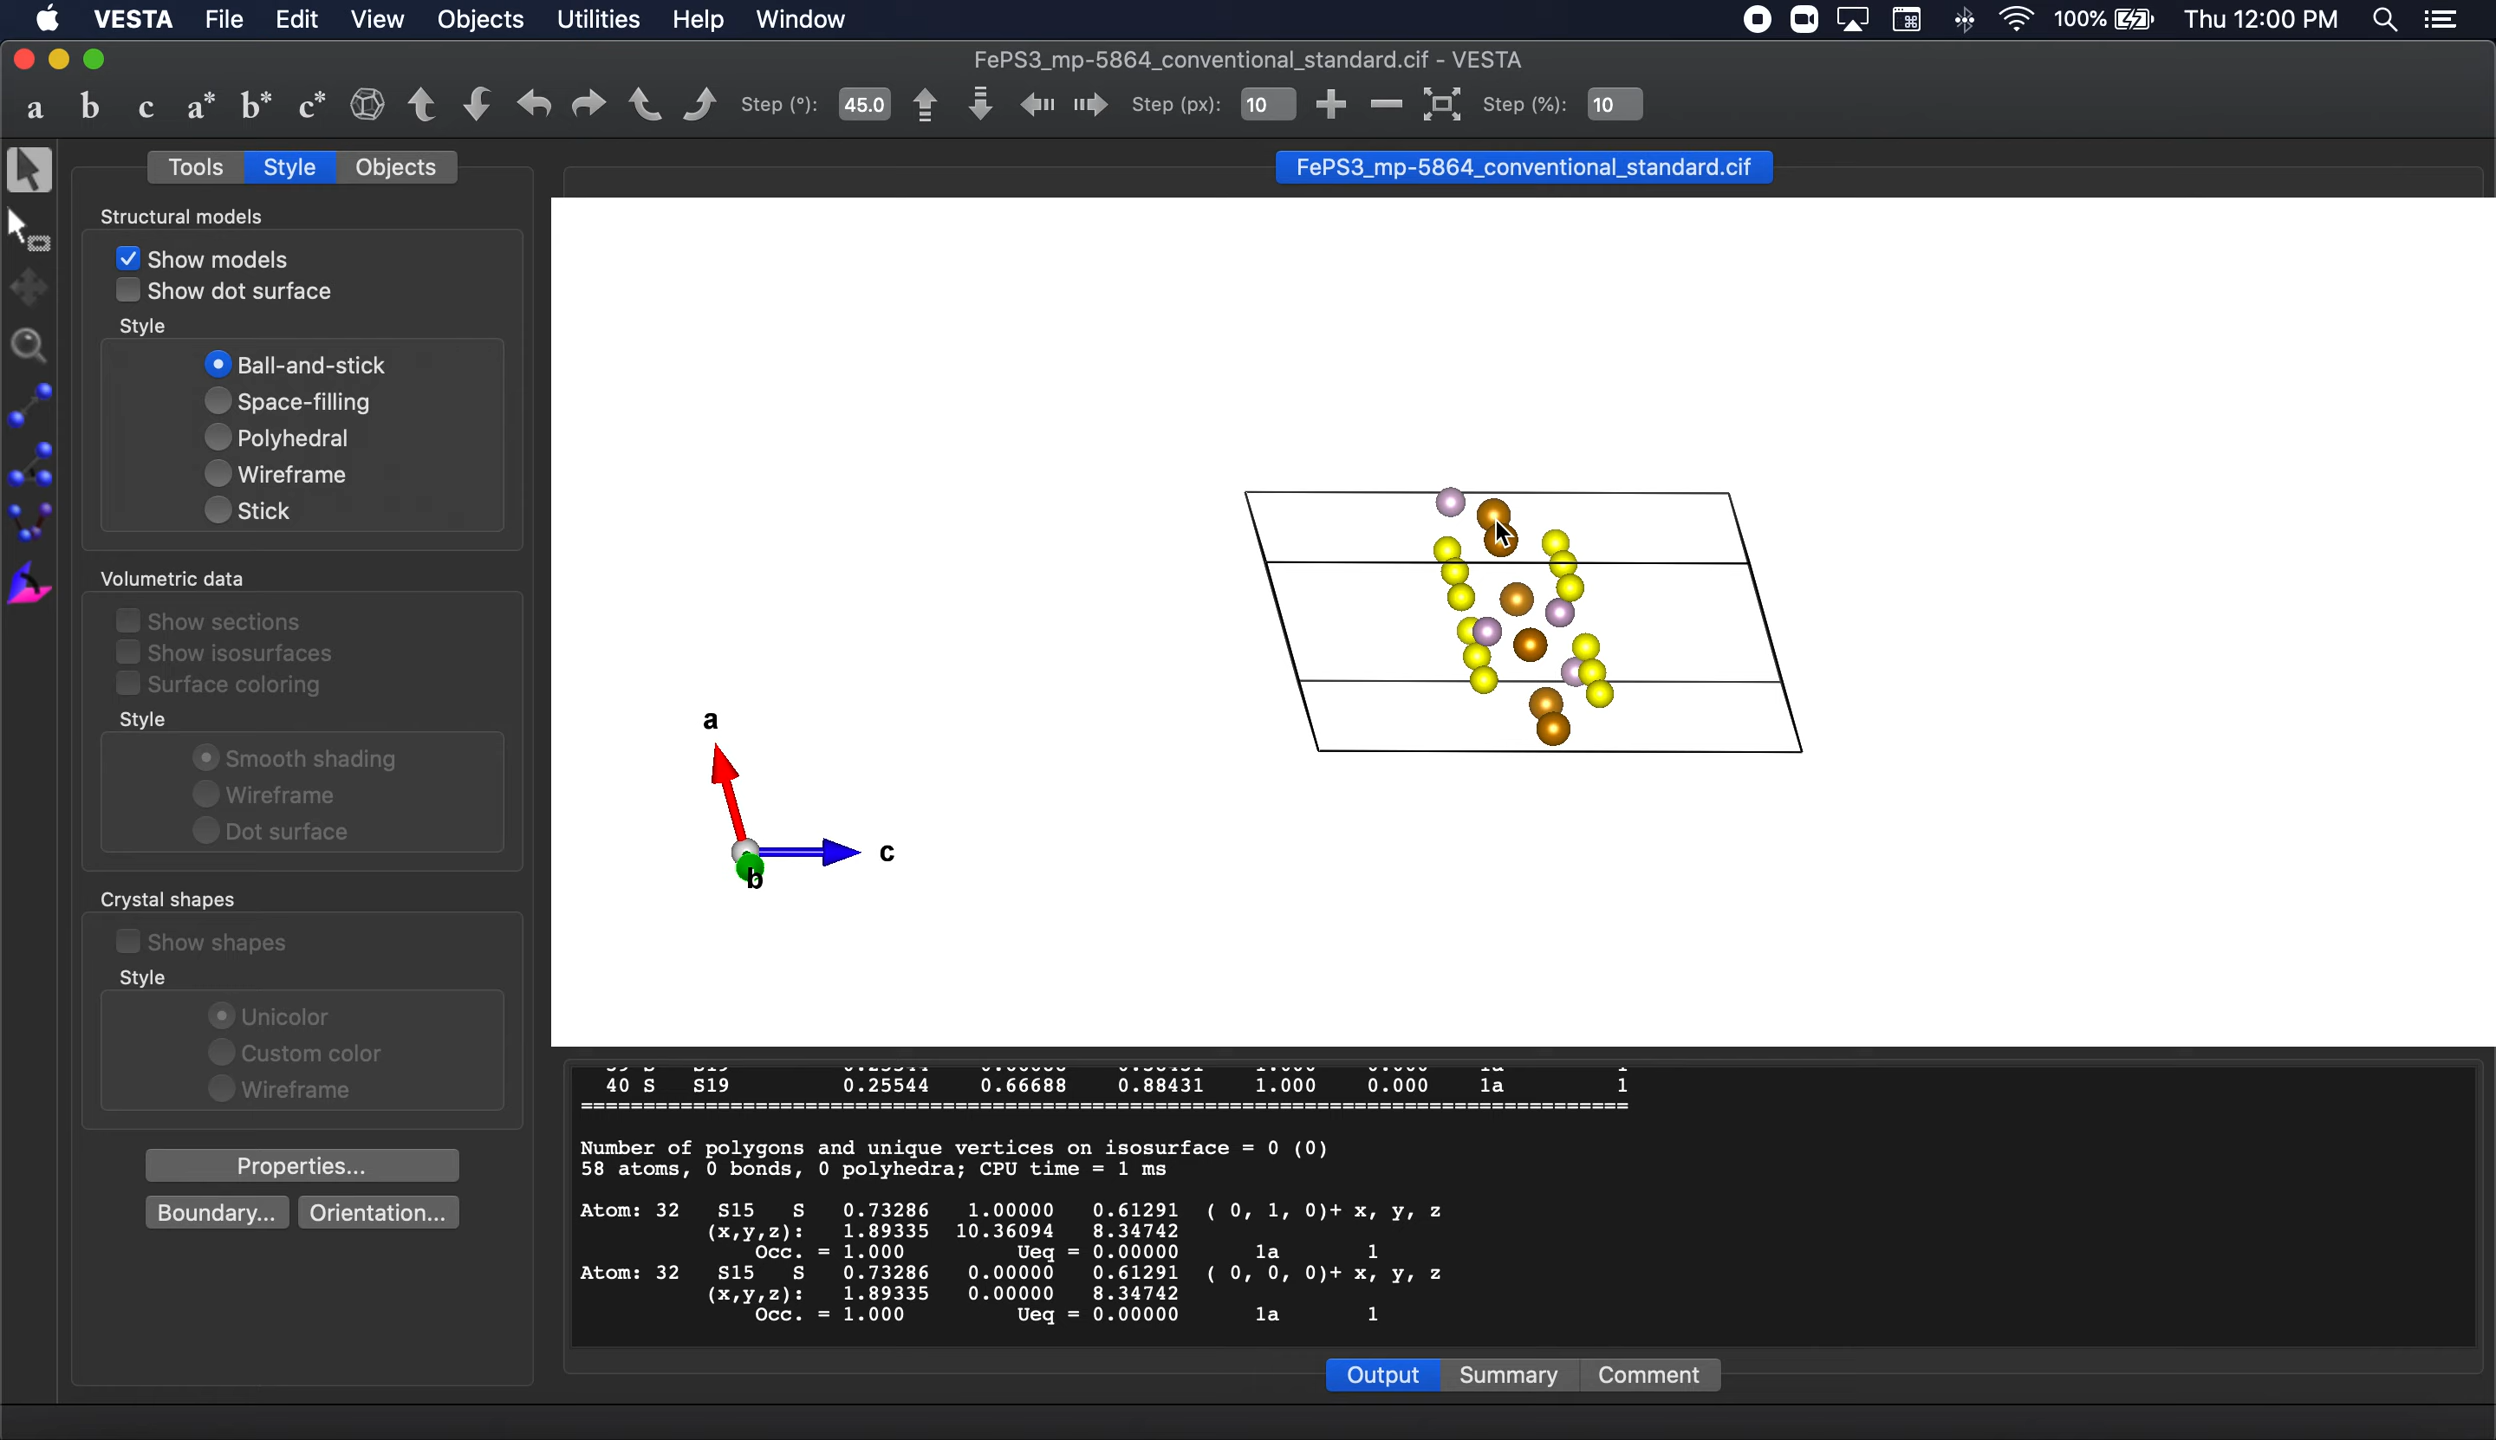 VESTA File Edit View Objects Utilities Help Window 100% Thu 12:00 PM
FePS3_mp-5864_conventional_standard.cif - VESTA
a b c a* b* c* Step (°): 45.0 Step (px): 10 Step (%): 10
Tools Style Objects
FePS3_mp-5864_conventional_standard.cif
Structural models
Show models
Show dot surface
Style
Ball-and-stick
Space-filling
Polyhedral
Wireframe
Stick
Volumetric data
Show sections
Show isosurfaces
Surface coloring
Style
Smooth shading
Wireframe
Dot surface
Crystal shapes
Show shapes
Style
Unicolor
Custom color
Wireframe
Properties...
Boundary... Orientation...
a
c
b
40 S S19 0.25544 0.66688 0.88431 1.000 0.000 1a 1
===================================================================================
Number of polygons and unique vertices on isosurface = 0 (0)
58 atoms, 0 bonds, 0 polyhedra; CPU time = 1 ms
Atom: 32 S15 S 0.73286 1.00000 0.61291 ( 0, 1, 0)+ x, y, z
(x,y,z): 1.89335 10.36094 8.34742
Occ. = 1.000 Ueq = 0.00000 1a 1
Atom: 32 S15 S 0.73286 0.00000 0.61291 ( 0, 0, 0)+ x, y, z
(x,y,z): 1.89335 0.00000 8.34742
Occ. = 1.000 Ueq = 0.00000 1a 1
Output Summary Comment